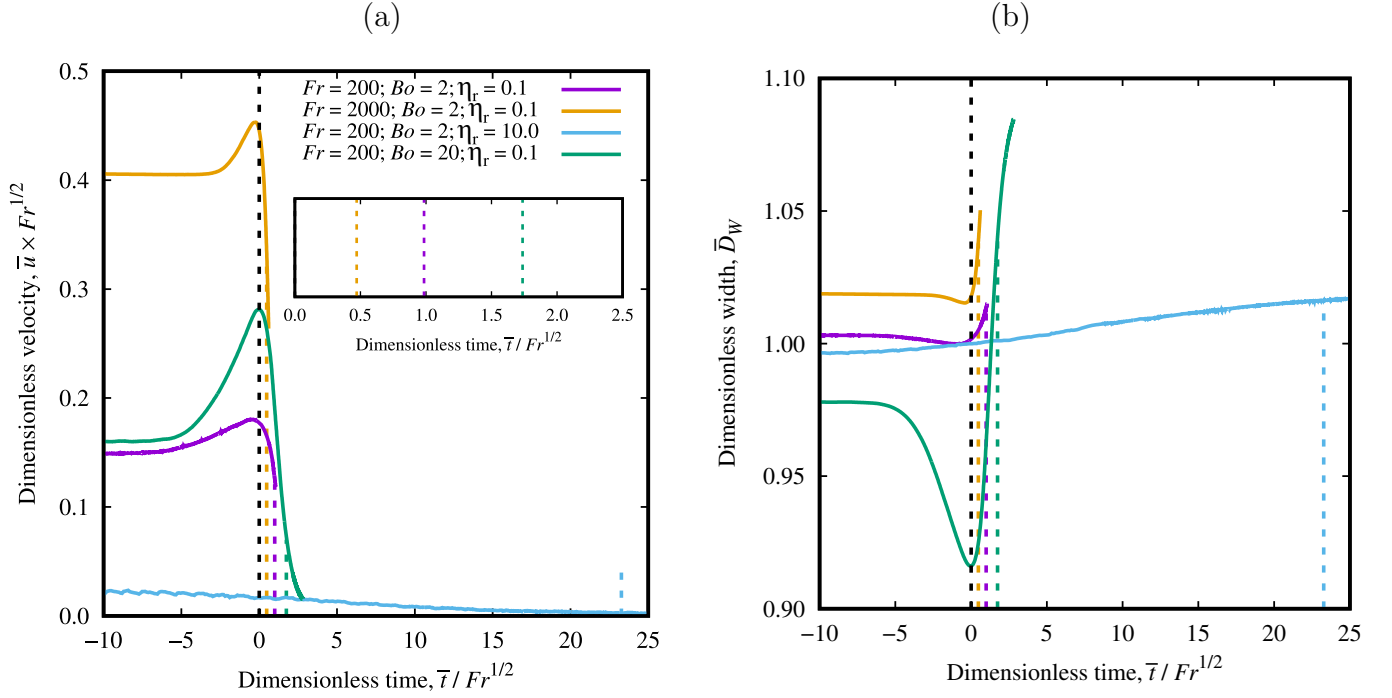 (a)
0.5
0.4
0.3
0.2
0.1
0.0
Dimensionless velocity, u̅ × Fr^1/2
Fr = 200; Bo = 2; η_r = 0.1
Fr = 2000; Bo = 2; η_r = 0.1
Fr = 200; Bo = 2; η_r = 10.0
Fr = 200; Bo = 20; η_r = 0.1
0.0 0.5 1.0 1.5 2.0 2.5
Dimensionless time, t̅ / Fr^1/2
−10 −5 0 5 10 15 20 25
Dimensionless time, t̅ / Fr^1/2
(b)
1.10
1.05
1.00
0.95
0.90
Dimensionless width, D̅_W
−10 −5 0 5 10 15 20 25
Dimensionless time, t̅ / Fr^1/2